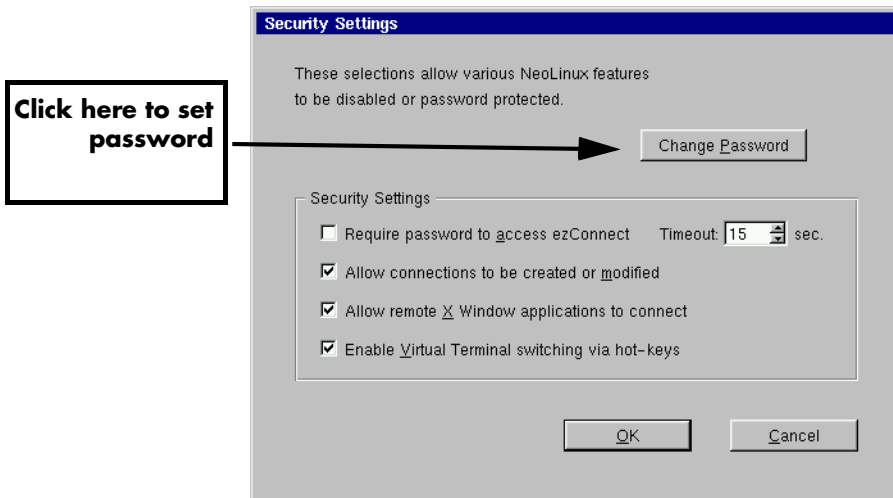 Security Settings
These selections allow various NeoLinux features
to be disabled or password protected.
Click here to set
password
Change Password
Security Settings
Require password to access ezConnect Timeout: 15 sec.
Allow connections to be created or modified
Allow remote X Window applications to connect
Enable Virtual Terminal switching via hot-keys
OK Cancel